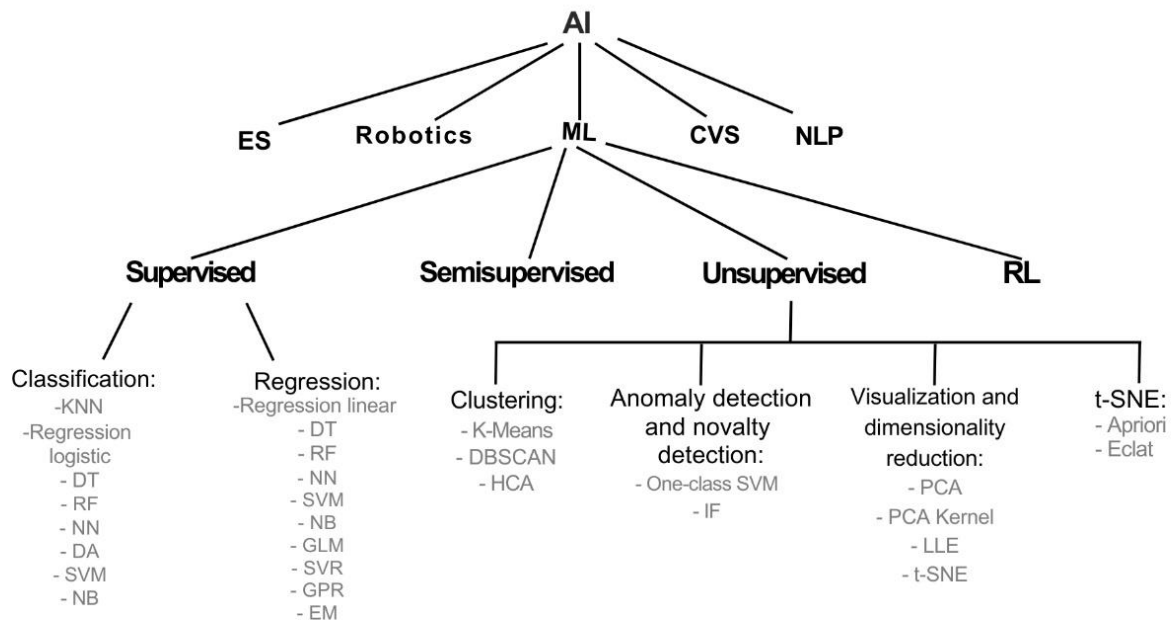 AI
ES
Robotics
ML
CVS
NLP
Supervised
Semisupervised
Unsupervised
RL
Classification:
-KNN
-Regression
logistic
- DT
- RF
- NN
- DA
- SVM
- NB
Regression:
-Regression linear
- DT
- RF
- NN
- SVM
- NB
- GLM
- SVR
- GPR
- EM
Clustering:
- K-Means
- DBSCAN
- HCA
Anomaly detection
and novalty
detection:
- One-class SVM
- IF
Visualization and
dimensionality
reduction:
- PCA
- PCA Kernel
- LLE
- t-SNE
t-SNE:
- Apriori
- Eclat